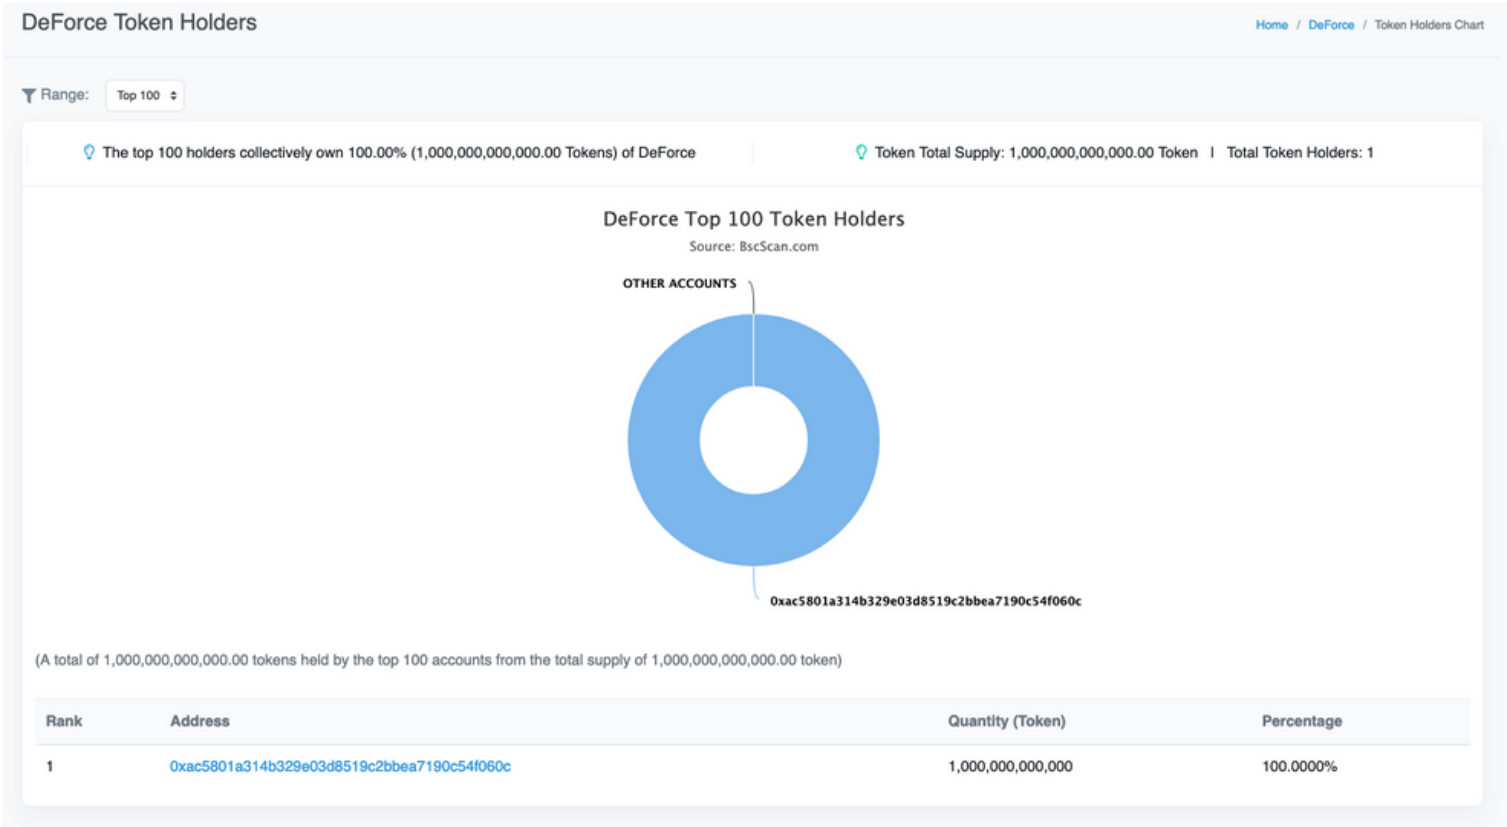 DeForce Token Holders
Home / DeForce / Token Holders Chart
Range: Top 100
The top 100 holders collectively own 100.00% (1,000,000,000,000.00 Tokens) of DeForce
Token Total Supply: 1,000,000,000,000.00 Token | Total Token Holders: 1
DeForce Top 100 Token Holders
Source: BscScan.com
OTHER ACCOUNTS
0xac5801a314b329e03d8519c2bbea7190c54f060c
(A total of 1,000,000,000,000.00 tokens held by the top 100 accounts from the total supply of 1,000,000,000,000.00 token)
Rank Address Quantity (Token) Percentage
1 0xac5801a314b329e03d8519c2bbea7190c54f060c 1,000,000,000,000 100.0000%